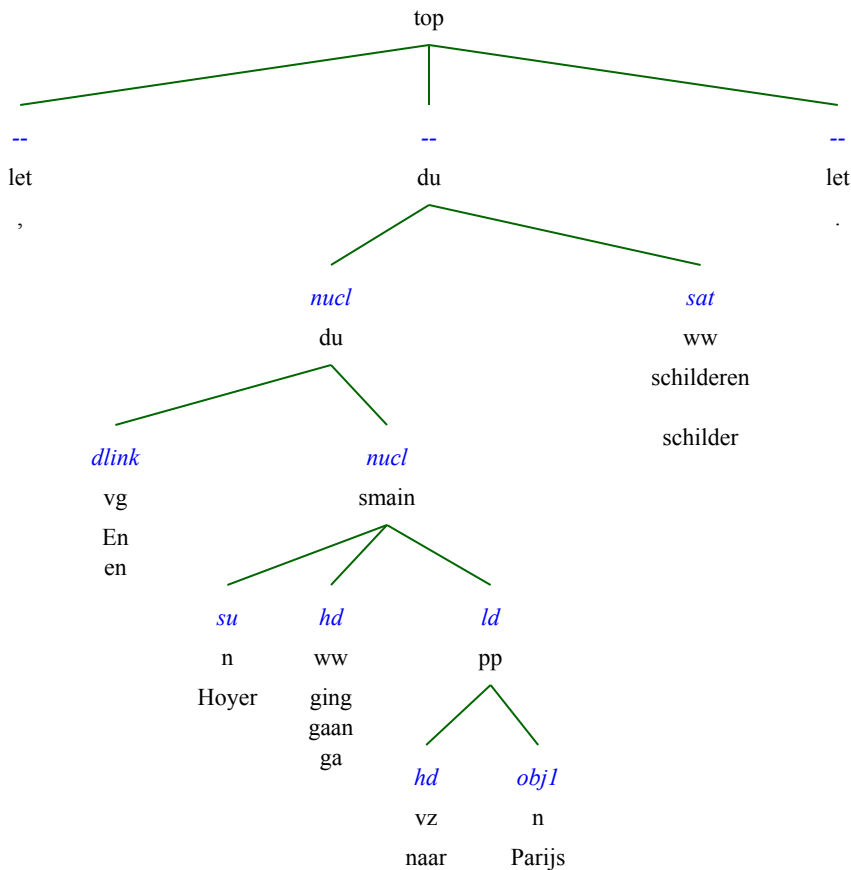 top
-- -- --
let du let
, .
nucl sat
du ww
schilderen
schilder
dlink nucl
vg smain
En
en
su hd ld
n ww pp
Hoyer ging
gaan
ga
hd obj1
vz n
naar Parijs